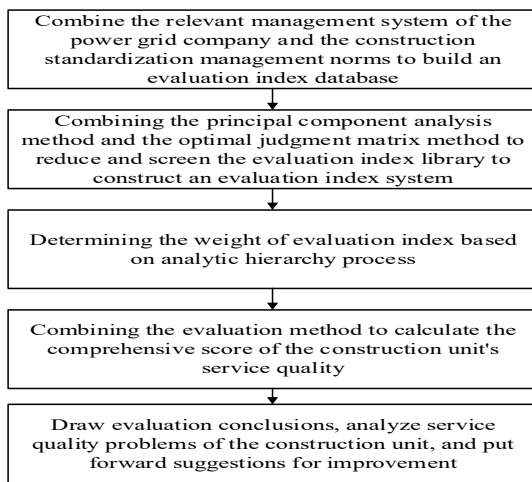 Combine the relevant management system of the
power grid company and the construction
standardization management norms to build an
evaluation index database
Combining the principal component analysis
method and the optimal judgment matrix method to
reduce and screen the evaluation index library to
construct an evaluation index system
Determining the weight of evaluation index based
on analytic hierarchy process
Combining the evaluation method to calculate the
comprehensive score of the construction unit's
service quality
Draw evaluation conclusions, analyze service
quality problems of the construction unit, and put
forward suggestions for improvement